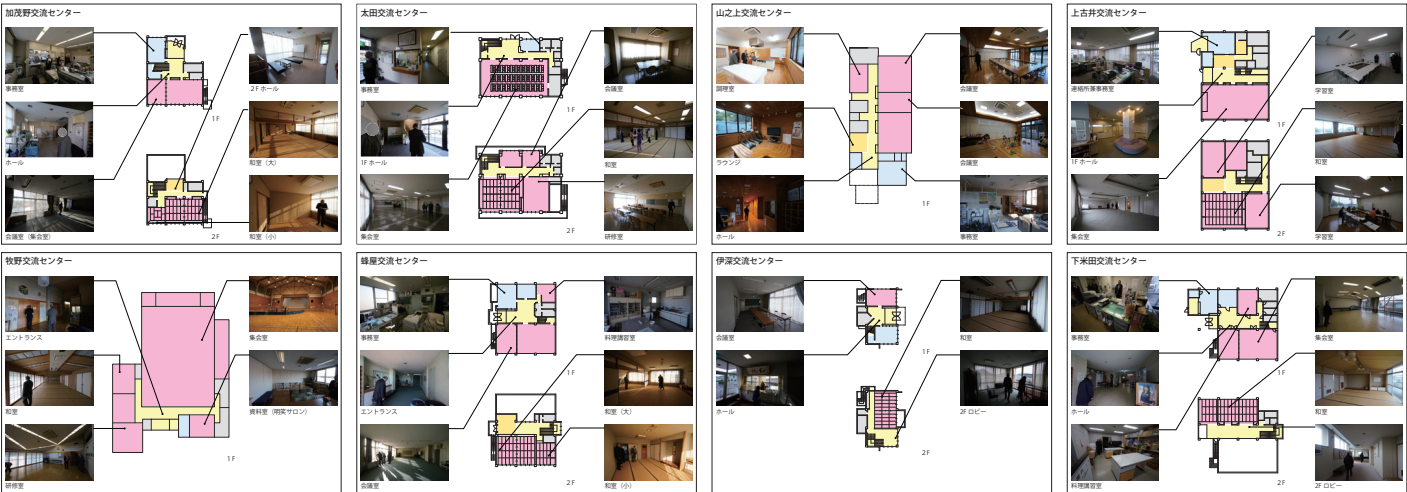 加茂野交流センター
事務室
2F ホール
1F
ホール
和室（大）
会議室（集会室）
和室（小）
2F
太田交流センター
事務室
会議室
1F
1F ホール
和室
集会室
研修室
2F
山之上交流センター
調理室
会議室
ラウンジ
会議室
ホール
事務室
1F
上古井交流センター
連絡所兼事務室
学習室
1F
1F ホール
和室
集会室
学習室
2F
牧野交流センター
エントランス
集会室
和室
資料室（明笑サロン）
研修室
1F
蜂屋交流センター
事務室
料理講習室
1F
エントランス
和室（大）
会議室
和室（小）
2F
伊深交流センター
会議室
和室
1F
ホール
2F ロビー
2F
下米田交流センター
事務室
集会室
1F
ホール
和室
料理講習室
2F ロビー
2F